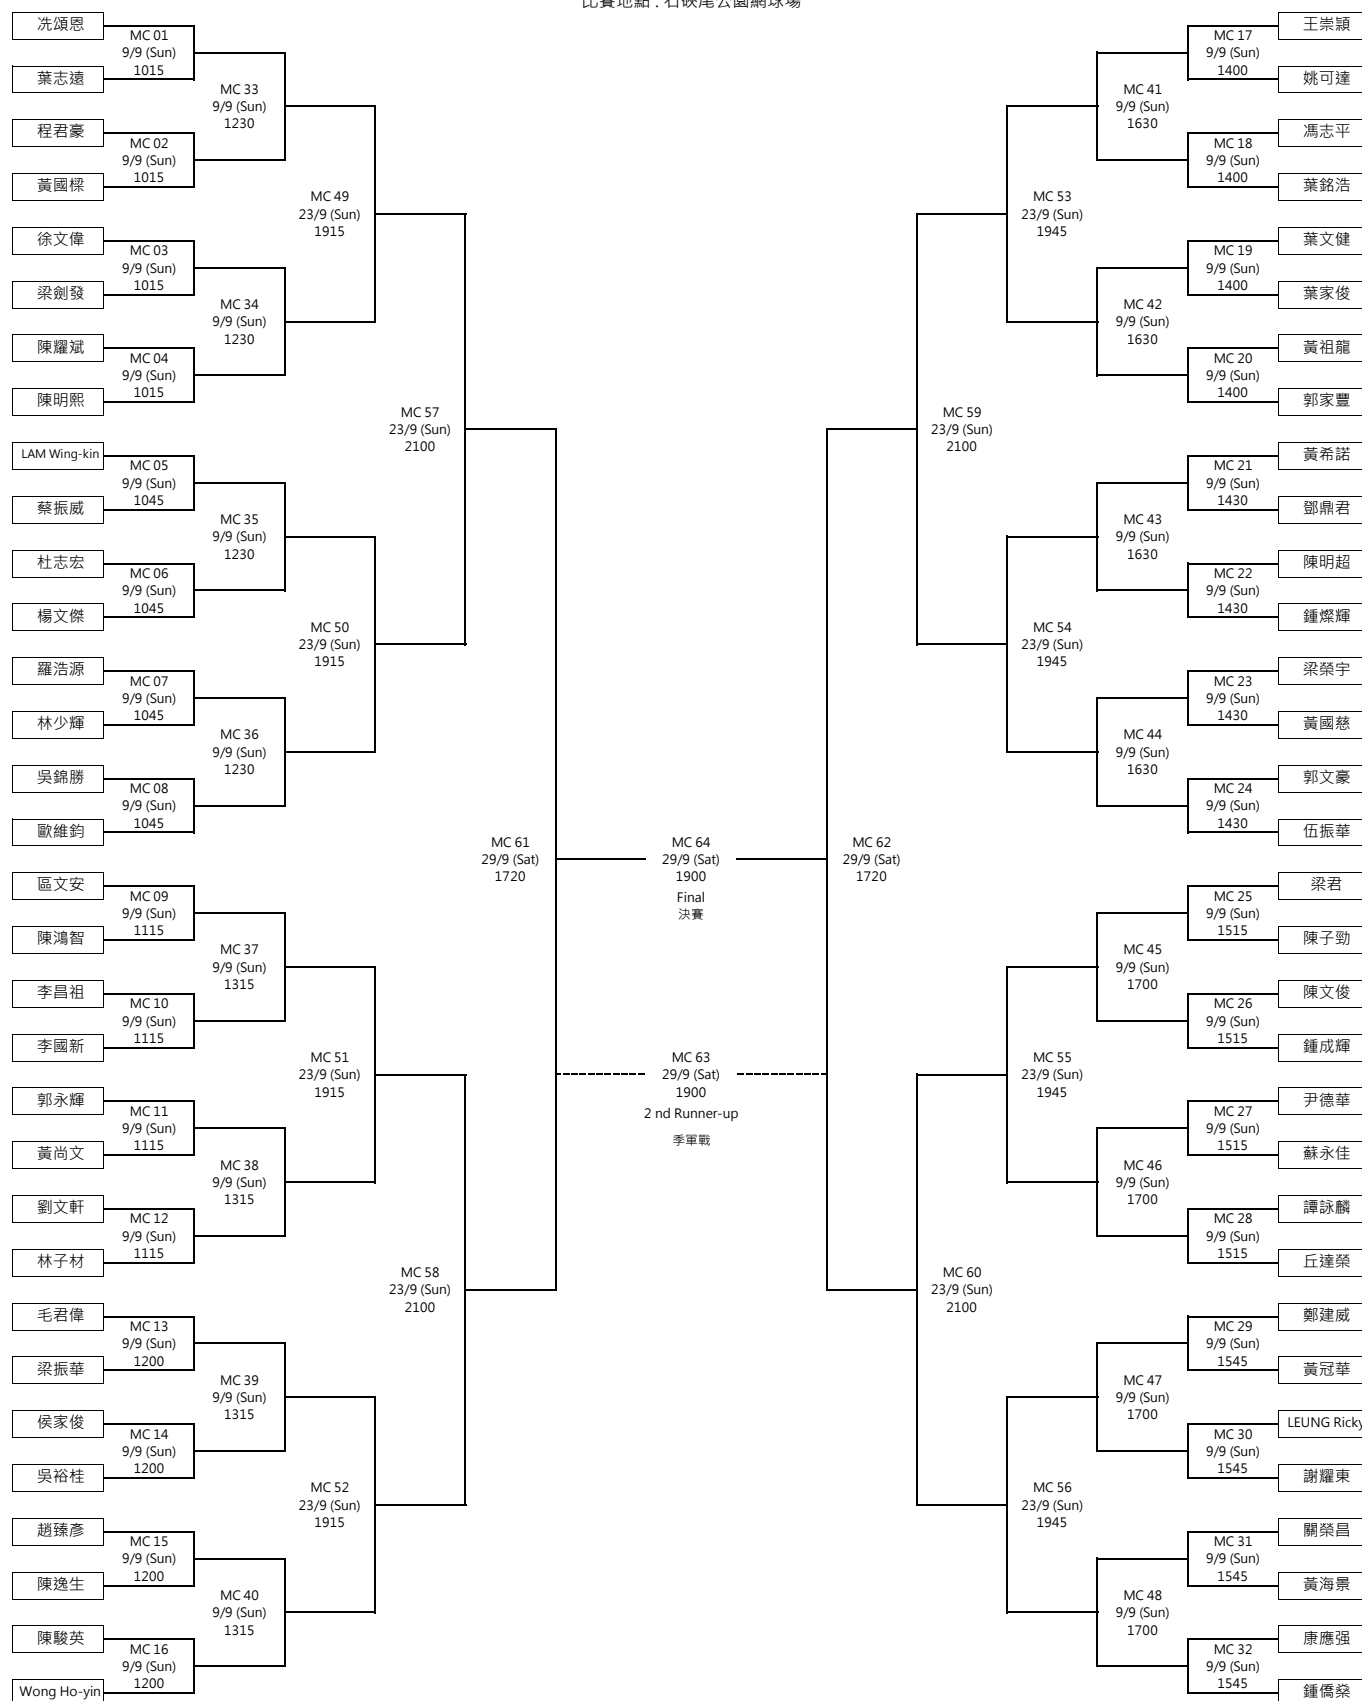 比賽地點 : 石硤尾公園網球場
冼頌恩
MC 01
9/9 (Sun)
1015
葉志遠
MC 33
9/9 (Sun)
1230
程君豪
MC 02
9/9 (Sun)
1015
黃國樑
MC 49
23/9 (Sun)
1915
徐文偉
MC 03
9/9 (Sun)
1015
梁劍發
MC 34
9/9 (Sun)
1230
陳耀斌
MC 04
9/9 (Sun)
1015
陳明熙
MC 57
23/9 (Sun)
2100
LAM Wing-kin
MC 05
9/9 (Sun)
1045
蔡振威
MC 35
9/9 (Sun)
1230
杜志宏
MC 06
9/9 (Sun)
1045
楊文傑
MC 50
23/9 (Sun)
1915
羅浩源
MC 07
9/9 (Sun)
1045
林少輝
MC 36
9/9 (Sun)
1230
吳錦勝
MC 08
9/9 (Sun)
1045
歐維鈞
MC 61
29/9 (Sat)
1720
區文安
MC 09
9/9 (Sun)
1115
陳鴻智
MC 37
9/9 (Sun)
1315
李昌祖
MC 10
9/9 (Sun)
1115
李國新
MC 51
23/9 (Sun)
1915
郭永輝
MC 11
9/9 (Sun)
1115
黃尚文
MC 38
9/9 (Sun)
1315
劉文軒
MC 12
9/9 (Sun)
1115
林子材
MC 58
23/9 (Sun)
2100
毛君偉
MC 13
9/9 (Sun)
1200
梁振華
MC 39
9/9 (Sun)
1315
侯家俊
MC 14
9/9 (Sun)
1200
吳裕桂
MC 52
23/9 (Sun)
1915
趙臻彥
MC 15
9/9 (Sun)
1200
陳逸生
MC 40
9/9 (Sun)
1315
陳駿英
MC 16
9/9 (Sun)
1200
Wong Ho-yin
MC 64
29/9 (Sat)
1900
Final
決賽
MC 63
29/9 (Sat)
1900
2 nd Runner-up
季軍戰
王崇穎
MC 17
9/9 (Sun)
1400
姚可達
MC 41
9/9 (Sun)
1630
馮志平
MC 18
9/9 (Sun)
1400
葉銘浩
MC 53
23/9 (Sun)
1945
葉文健
MC 19
9/9 (Sun)
1400
葉家俊
MC 42
9/9 (Sun)
1630
黃祖龍
MC 20
9/9 (Sun)
1400
郭家豐
MC 59
23/9 (Sun)
2100
黃希諾
MC 21
9/9 (Sun)
1430
鄧鼎君
MC 43
9/9 (Sun)
1630
陳明超
MC 22
9/9 (Sun)
1430
鍾燦輝
MC 54
23/9 (Sun)
1945
梁榮宇
MC 23
9/9 (Sun)
1430
黃國慈
MC 44
9/9 (Sun)
1630
郭文豪
MC 24
9/9 (Sun)
1430
伍振華
MC 62
29/9 (Sat)
1720
梁君
MC 25
9/9 (Sun)
1515
陳子勁
MC 45
9/9 (Sun)
1700
陳文俊
MC 26
9/9 (Sun)
1515
鍾成輝
MC 55
23/9 (Sun)
1945
尹德華
MC 27
9/9 (Sun)
1515
蘇永佳
MC 46
9/9 (Sun)
1700
譚詠麟
MC 28
9/9 (Sun)
1515
丘達榮
MC 60
23/9 (Sun)
2100
鄭建威
MC 29
9/9 (Sun)
1545
黃冠華
MC 47
9/9 (Sun)
1700
LEUNG Ricky
MC 30
9/9 (Sun)
1545
謝耀東
MC 56
23/9 (Sun)
1945
關榮昌
MC 31
9/9 (Sun)
1545
黃海景
MC 48
9/9 (Sun)
1700
康應强
MC 32
9/9 (Sun)
1545
鍾僑燊